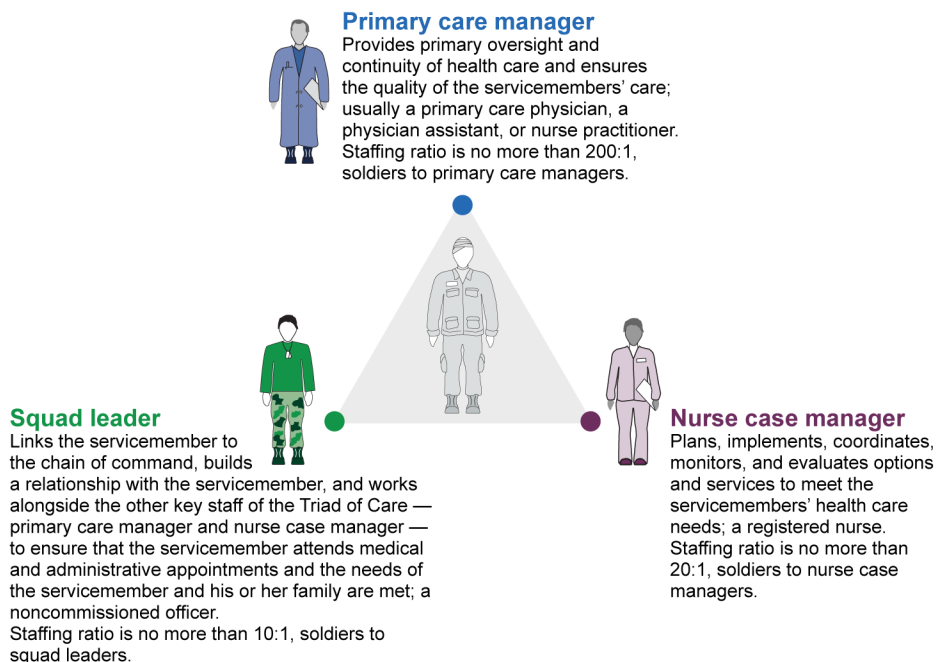 Primary care manager
Provides primary oversight and
continuity of health care and ensures
the quality of the servicemembers’ care;
usually a primary care physician, a
physician assistant, or nurse practitioner.
Staffing ratio is no more than 200:1,
soldiers to primary care managers.
Squad leader
Links the servicemember to
the chain of command, builds
a relationship with the servicemember, and works
alongside the other key staff of the Triad of Care —
primary care manager and nurse case manager —
to ensure that the servicemember attends medical
and administrative appointments and the needs of
the servicemember and his or her family are met; a
noncommissioned officer.
Staffing ratio is no more than 10:1, soldiers to
squad leaders.
Nurse case manager
Plans, implements, coordinates,
monitors, and evaluates options
and services to meet the
servicemembers’ health care
needs; a registered nurse.
Staffing ratio is no more than
20:1, soldiers to nurse case
managers.